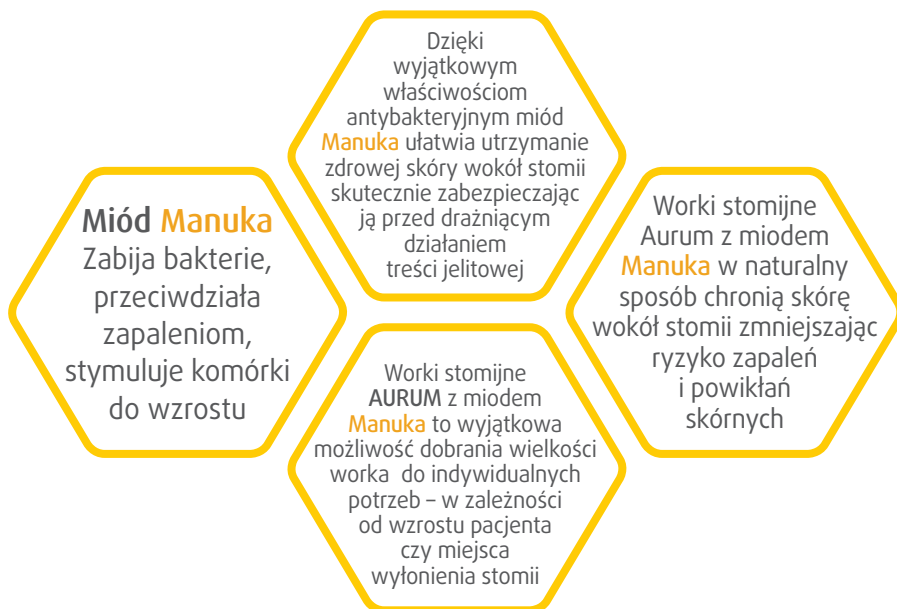 Miód Manuka
Zabija bakterie,
przeciwdziała
zapaleniom,
stymuluje komórki
do wzrostu
Dzięki
wyjątkowym
właściwościom
antybakteryjnym miód
Manuka ułatwia utrzymanie
zdrowej skóry wokół stomii
skutecznie zabezpieczając
ją przed drażniącym
działaniem
treści jelitowej
Worki stomijne
AURUM z miodem
Manuka to wyjątkowa
możliwość dobrania wielkości
worka do indywidualnych
potrzeb – w zależności
od wzrostu pacjenta
czy miejsca
wyłonienia stomii
Worki stomijne
Aurum z miodem
Manuka w naturalny
sposób chronią skórę
wokół stomii zmniejszając
ryzyko zapaleń
i powikłań
skórnych